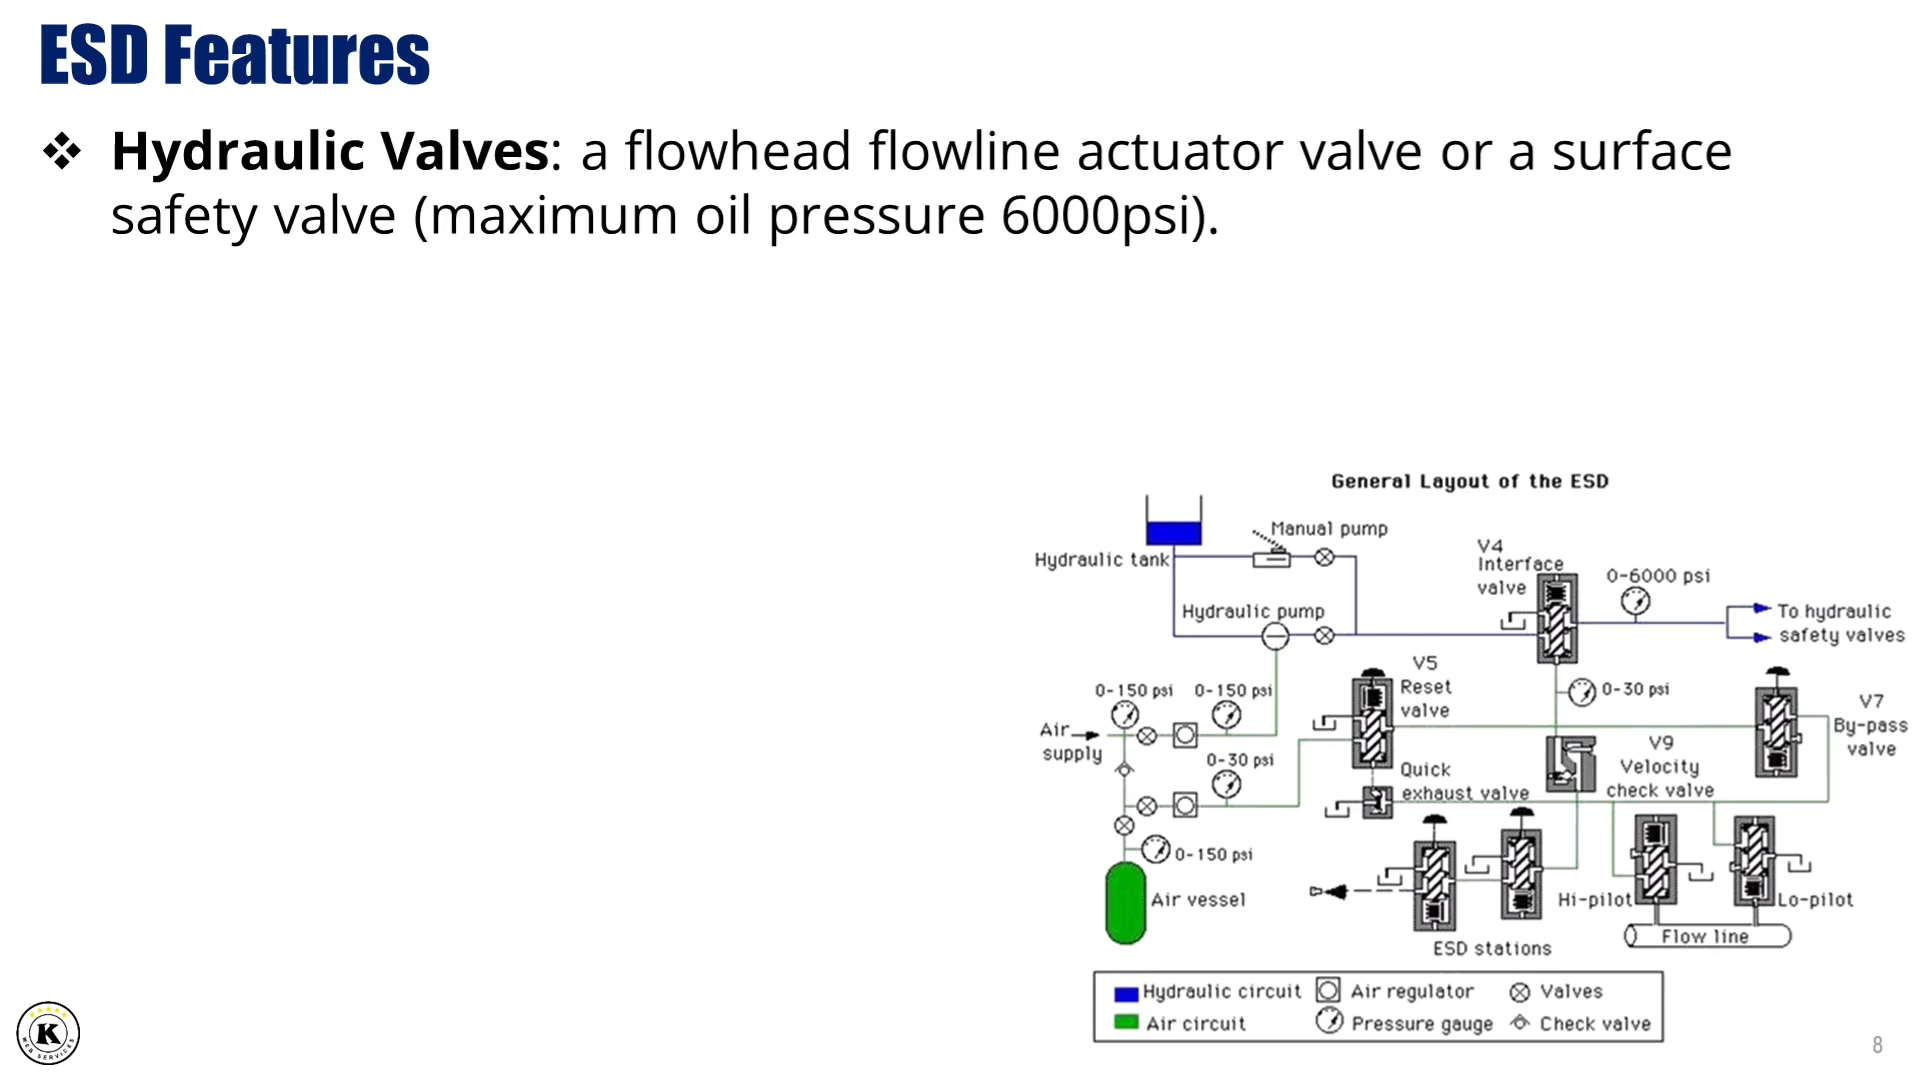 ESD Features
❖ Hydraulic Valves: a flowhead flowline actuator valve or a surface
safety valve (maximum oil pressure 6000psi).
General Layout of the ESD
Manual pump
Hydraulic tank
V4
Interface
valve
0-6000 psi
Hydraulic pump
To hydraulic
safety valves
V5
Reset
valve
0-150 psi
0-150 psi
0-30 psi
V7
By-pass
valve
Air
supply
V9
Velocity
check valve
0-30 psi
Quick
exhaust valve
0-150 psi
Air vessel
Hi-pilot
Lo-pilot
Flow line
ESD stations
Hydraulic circuit
Air regulator
Valves
Air circuit
Pressure gauge
Check valve
K
WEB SERVICES
8